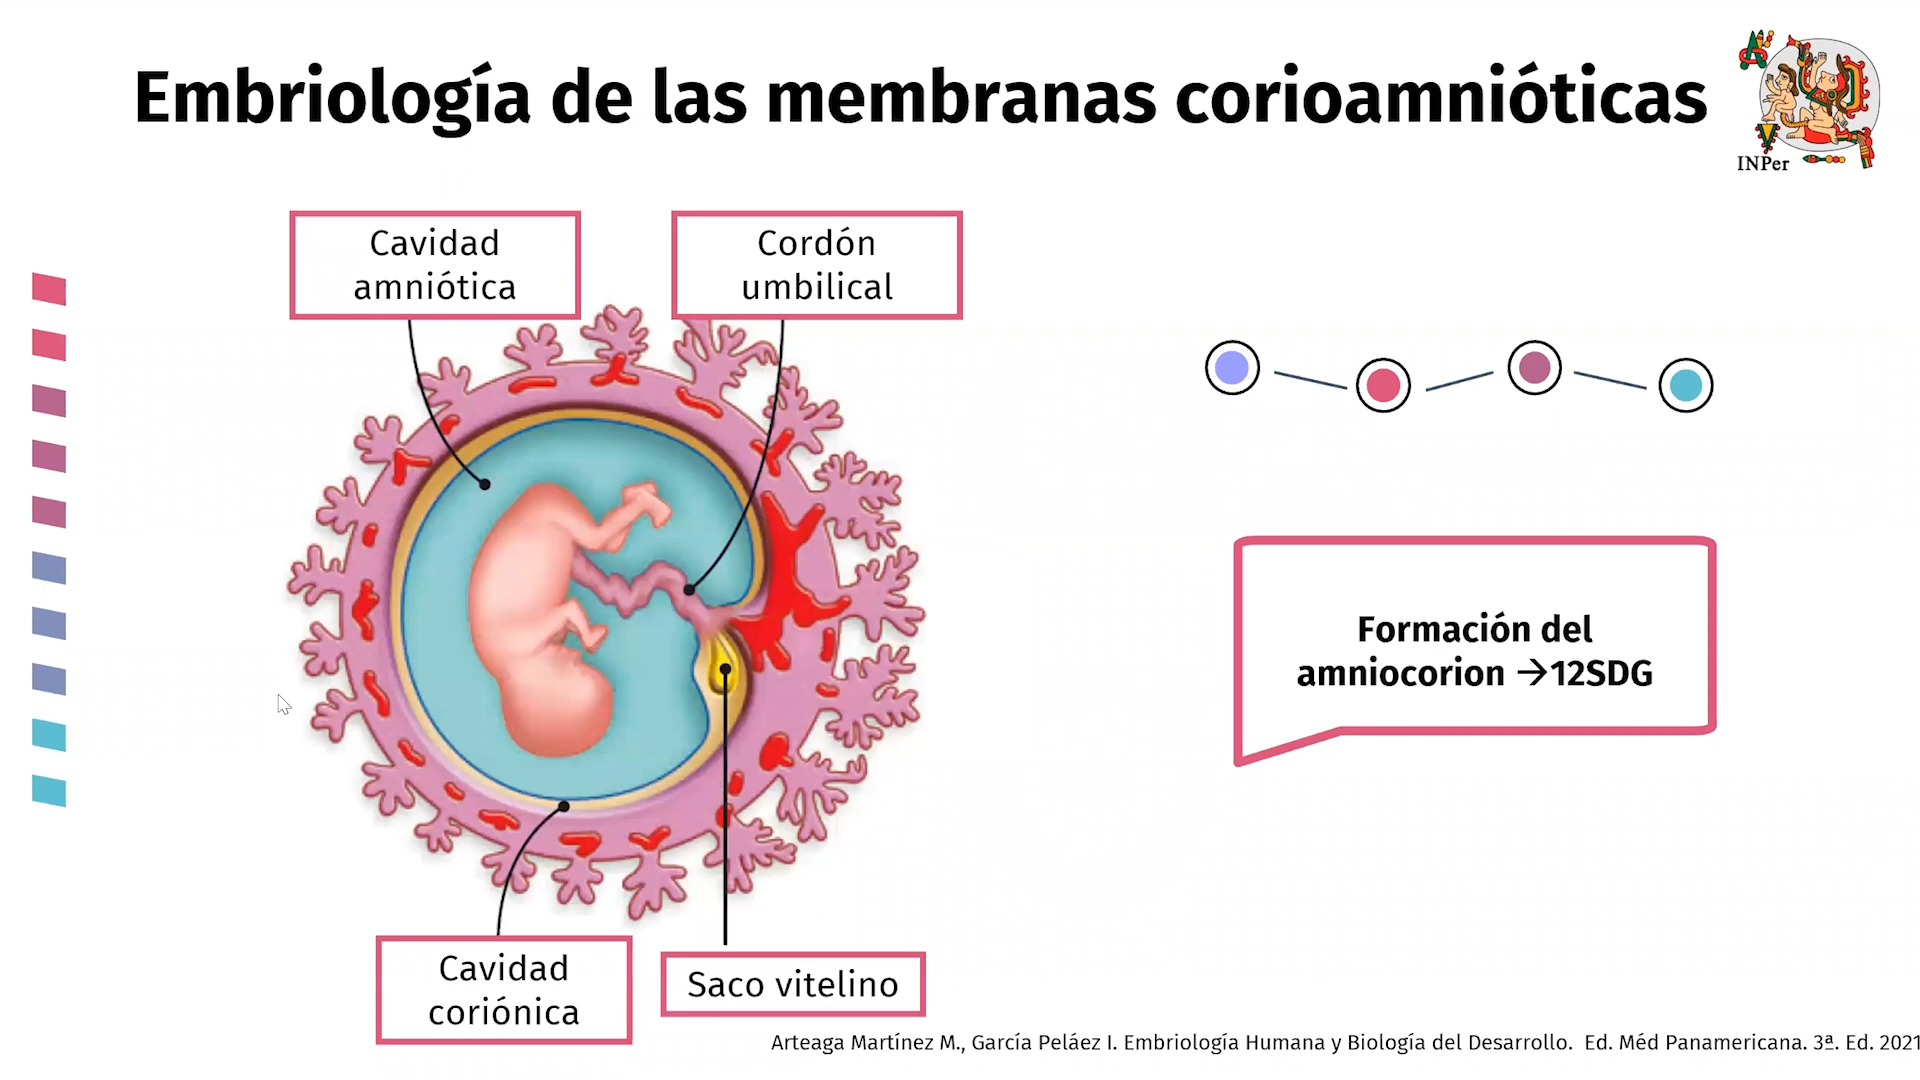 Embriología de las membranas corioamnióticas
INPer
Cavidad
amniótica
Cordón
umbilical
Formación del
amniocorion →12SDG
Cavidad
coriónica
Saco vitelino
Arteaga Martínez M., García Peláez I. Embriología Humana y Biología del Desarrollo. Ed. Méd Panamericana. 3ª. Ed. 2021